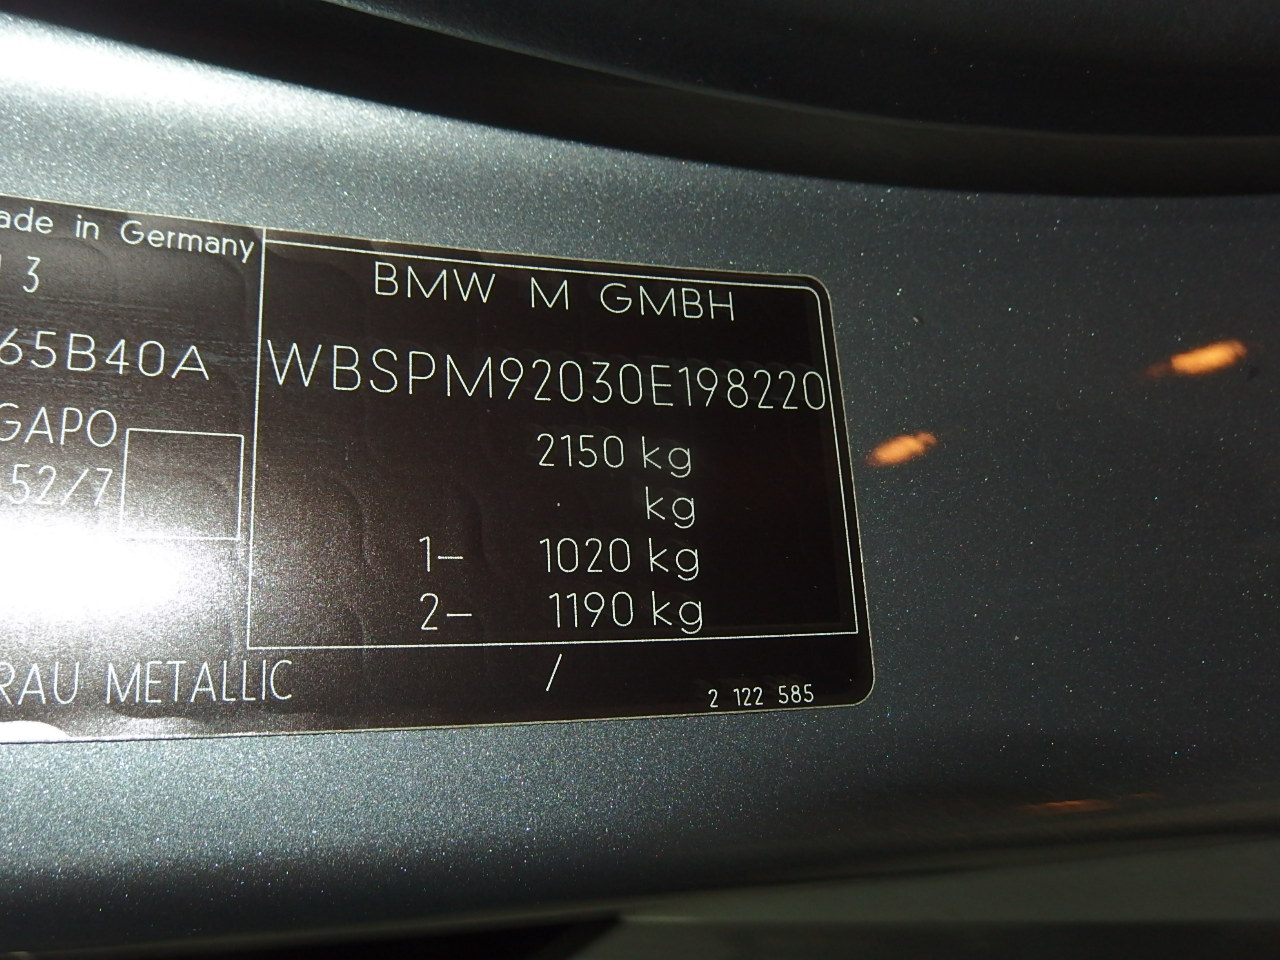 ade in Germany
3
65B40A
GAPO
52/7
RAU METALLIC
BMW M GMBH
WBSPM92030E198220
2150 kg
kg
1- 1020 kg
2- 1190 kg
/
2 122 585